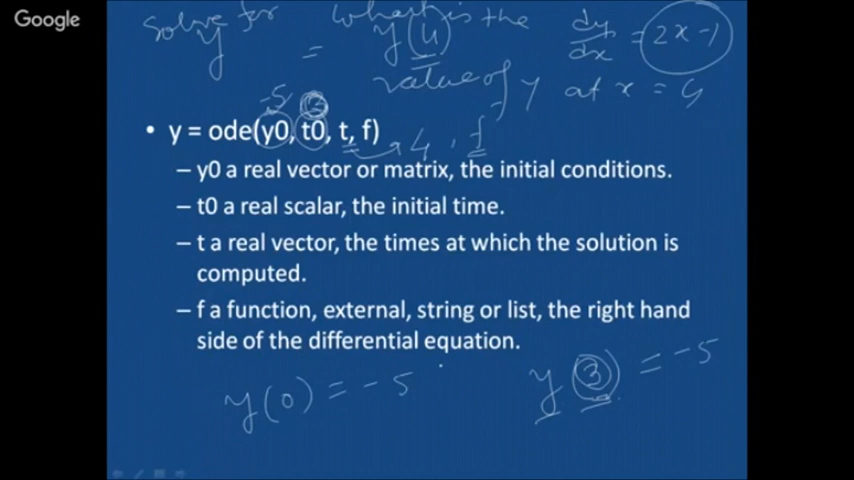 Google
Solve for what is the dy/dx = 2x-1
y = y(4)
value of y at x = 4
-5
• y = ode(y0, t0, t, f)
4, f
– y0 a real vector or matrix, the initial conditions.
– t0 a real scalar, the initial time.
– t a real vector, the times at which the solution is
computed.
– f a function, external, string or list, the right hand
side of the differential equation.
y(0) = -5 y(3) = -5